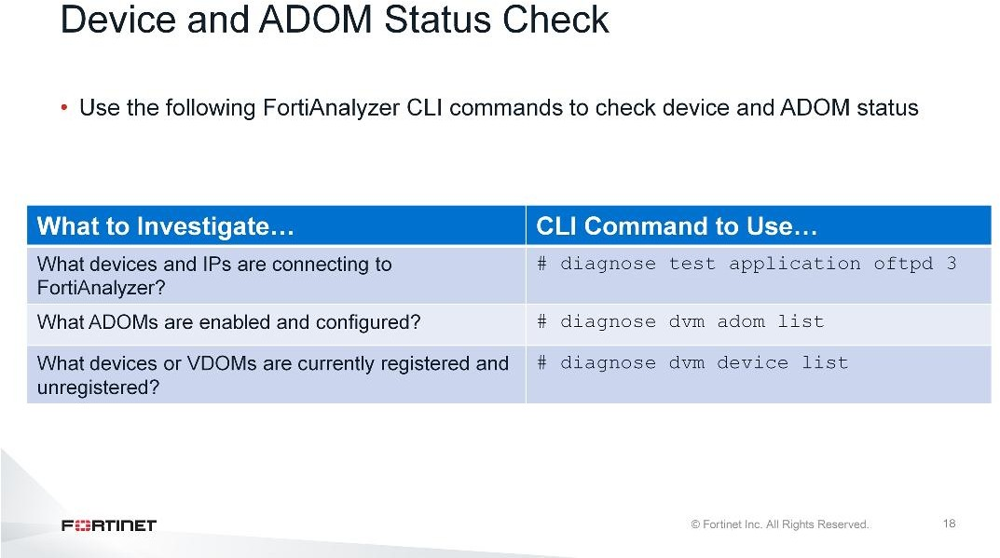 Device and ADOM Status Check
• Use the following FortiAnalyzer CLI commands to check device and ADOM status
What to Investigate…
CLI Command to Use…
What devices and IPs are connecting to
FortiAnalyzer?
# diagnose test application oftpd 3
What ADOMs are enabled and configured?
# diagnose dvm adom list
What devices or VDOMs are currently registered and
unregistered?
# diagnose dvm device list
FORTINET
© Fortinet Inc. All Rights Reserved.
18